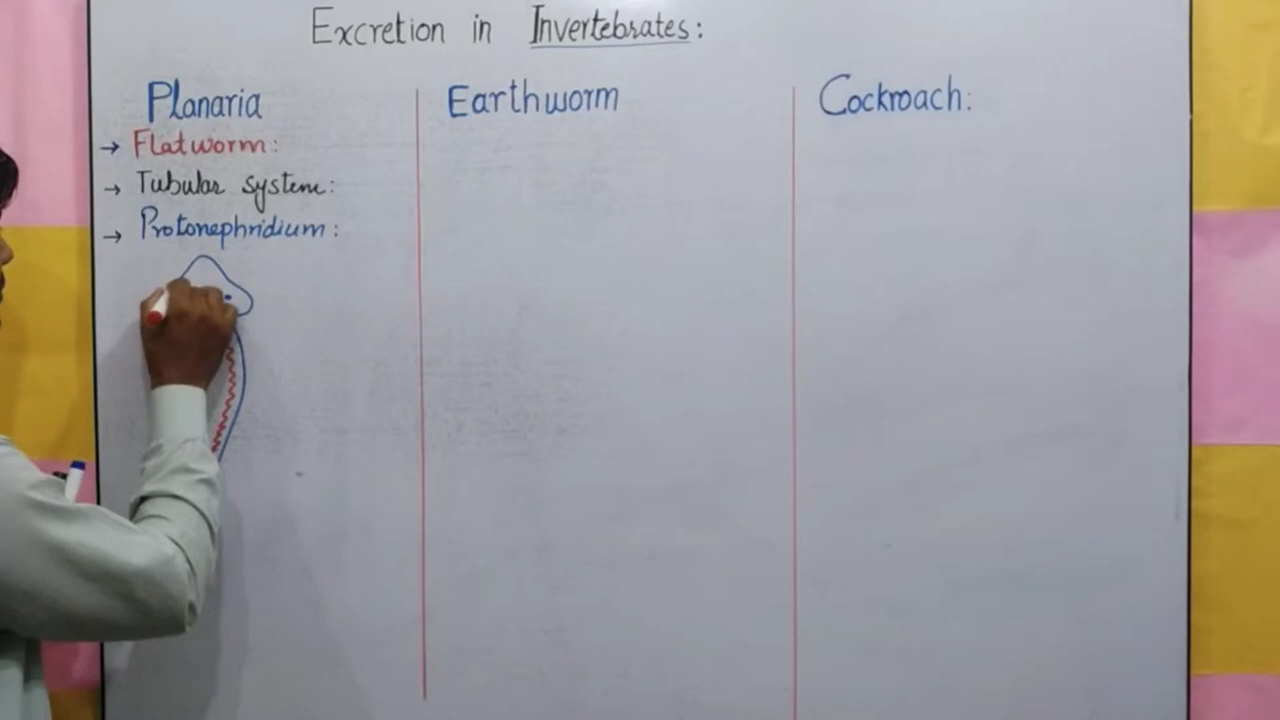 Excretion in Invertebrates:
Planaria
→ Flatworm:
→ Tubular system:
→ Protonephridium:
Earthworm
Cockroach: